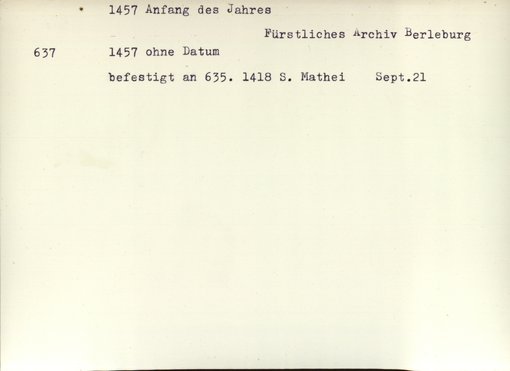 1457 Anfang des Jahres
Fürstliches Archiv Berleburg
637 1457 ohne Datum
befestigt an 635. 1418 S. Mathei Sept.21